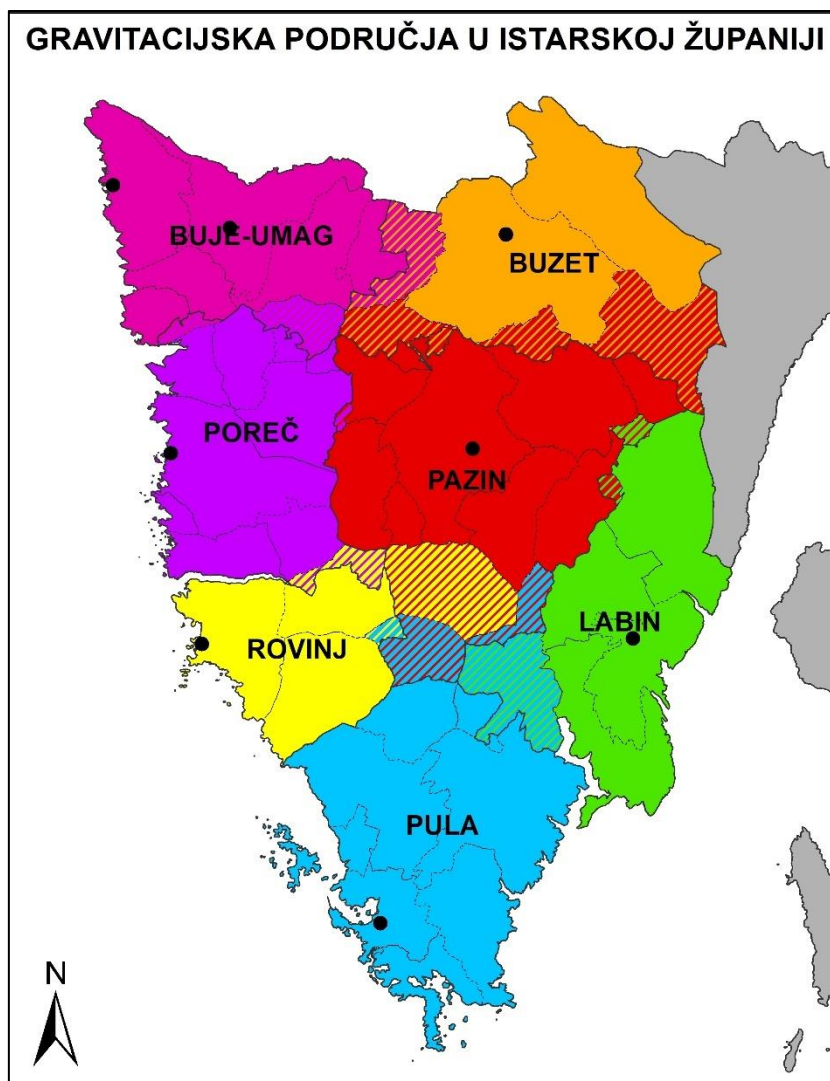 GRAVITACIJSKA PODRUČJA U ISTARSKOJ ŽUPANIJI
BUJE-UMAG
BUZET
POREČ
PAZIN
LABIN
ROVINJ
PULA
N